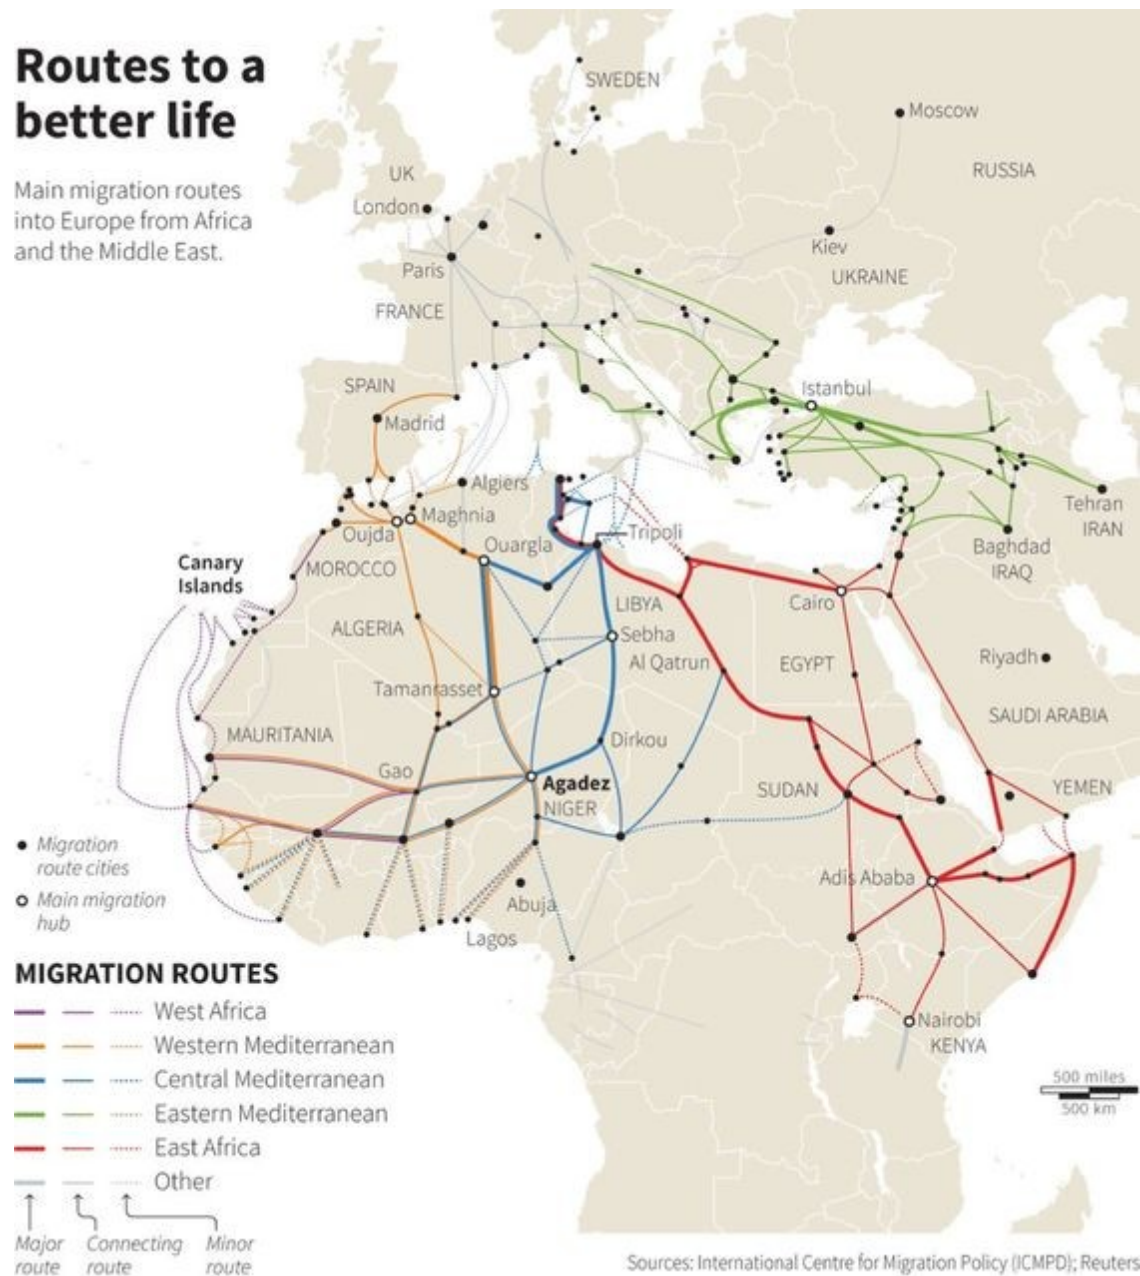 Routes to a
better life
Main migration routes
into Europe from Africa
and the Middle East.
SWEDEN
Moscow
RUSSIA
UK
London
Kiev
UKRAINE
Paris
FRANCE
SPAIN
Madrid
Istanbul
Algiers
Maghnia
Oujda
Ouargla
Tripoli
Tehran
IRAN
Baghdad
IRAQ
Canary
Islands
MOROCCO
Cairo
LIBYA
ALGERIA
Sebha
Al Qatrun
EGYPT
Riyadh
Tamanrasset
SAUDI ARABIA
MAURITANIA
Dirkou
Gao
Agadez
NIGER
SUDAN
YEMEN
Adis Ababa
Abuja
Lagos
Nairobi
KENYA
Migration
route cities
Main migration
hub
MIGRATION ROUTES
West Africa
Western Mediterranean
Central Mediterranean
Eastern Mediterranean
East Africa
Other
Major
route
Connecting
route
Minor
route
500 miles
500 km
Sources: International Centre for Migration Policy (ICMPD); Reuters